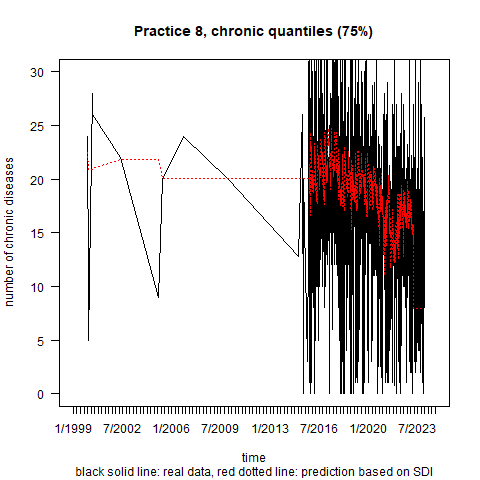 Practice 8, chronic quantiles (75%)
number of chronic diseases
30
25
20
15
10
5
0
1/1999 7/2002 1/2006 7/2009 1/2013 7/2016 1/2020 7/2023
time
black solid line: real data, red dotted line: prediction based on SDI